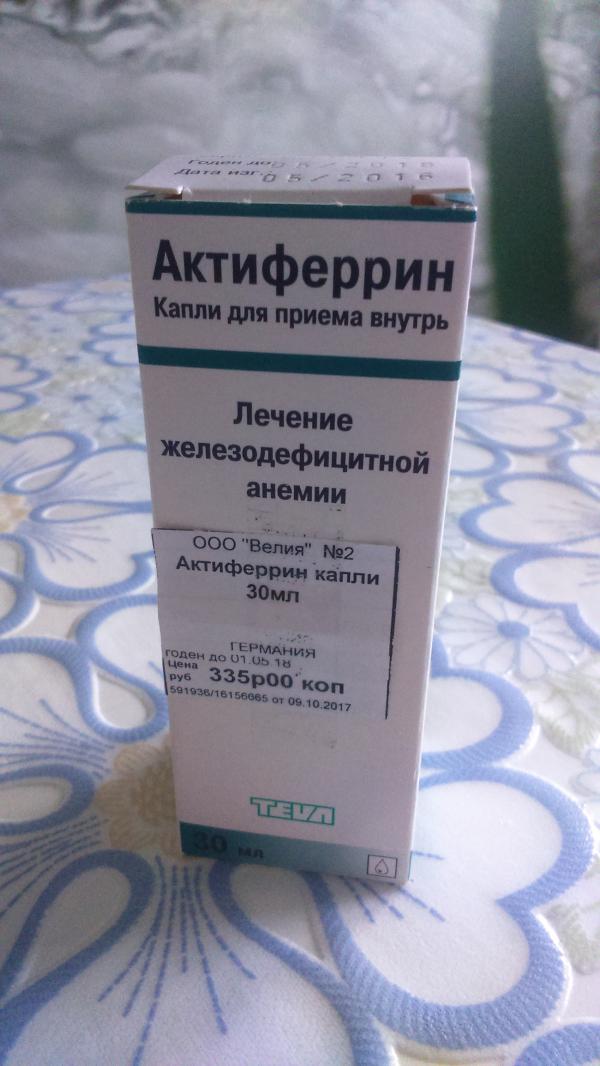 Годен до 05/2018
Дата изг.: 05/2016
Актиферрин
Капли для приема внутрь
Лечение
железодефицитной
анемии
ООО "Велия" №2
Актиферрин капли
30мл
ГЕРМАНИЯ
годен до 01.05 18
Цена
руб 335р00 коп
591936/16156665 от 09.10.2017
TEVA
30 мл